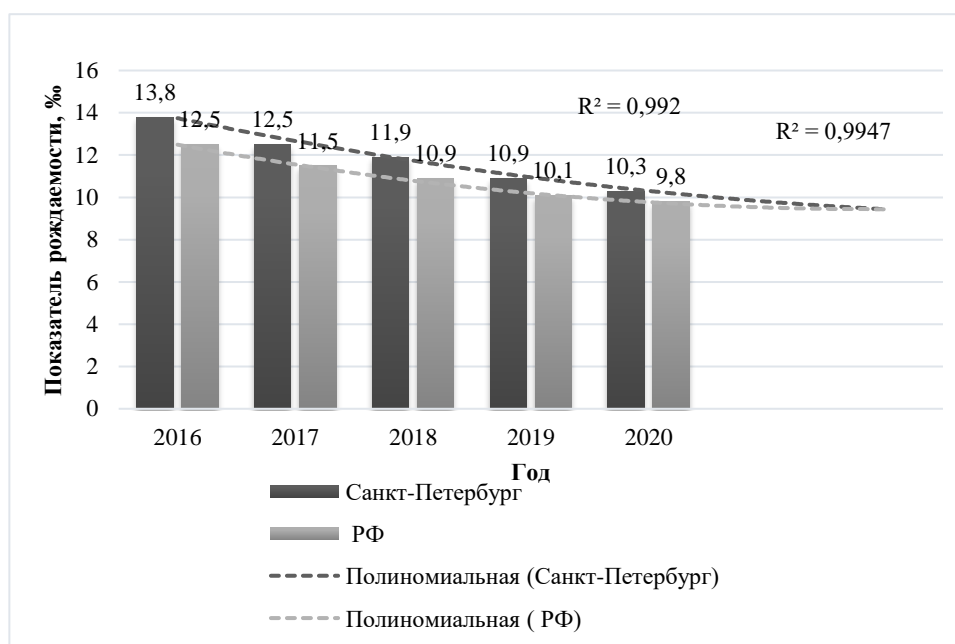 Показатель рождаемости, ‰
16
14
12
10
8
6
4
2
0
13,8
12,5
12,5
11,5
11,9
10,9
10,9
10,1
10,3
9,8
R² = 0,992
R² = 0,9947
2016 2017 2018 2019 2020
Год
Санкт-Петербург
РФ
Полиномиальная (Санкт-Петербург)
Полиномиальная ( РФ)